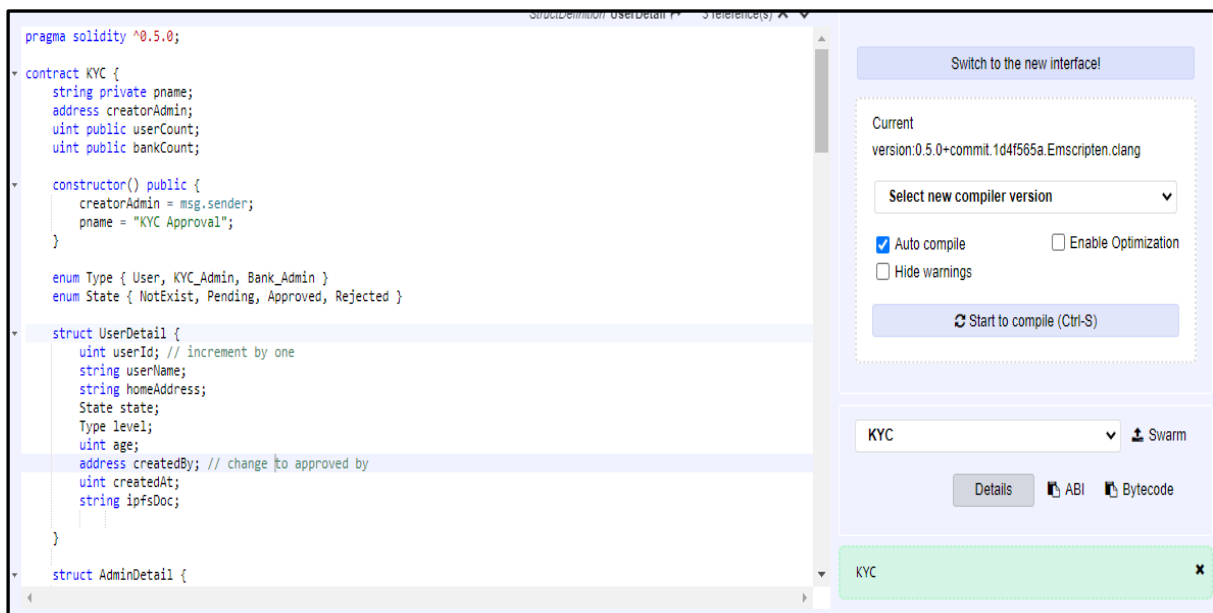 StructDefinition UserDetail 3 reference(s)
pragma solidity ^0.5.0;
contract KYC {
string private pname;
address creatorAdmin;
uint public userCount;
uint public bankCount;
constructor() public {
creatorAdmin = msg.sender;
pname = "KYC Approval";
}
enum Type { User, KYC_Admin, Bank_Admin }
enum State { NotExist, Pending, Approved, Rejected }
struct UserDetail {
uint userId; // increment by one
string userName;
string homeAddress;
State state;
Type level;
uint age;
address createdBy; // change to approved by
uint createdAt;
string ipfsDoc;
}
struct AdminDetail {
Switch to the new interface!
Current
version:0.5.0+commit.1d4f565a.Emscripten.clang
Select new compiler version
Auto compile Enable Optimization
Hide warnings
Start to compile (Ctrl-S)
KYC Swarm
Details ABI Bytecode
KYC